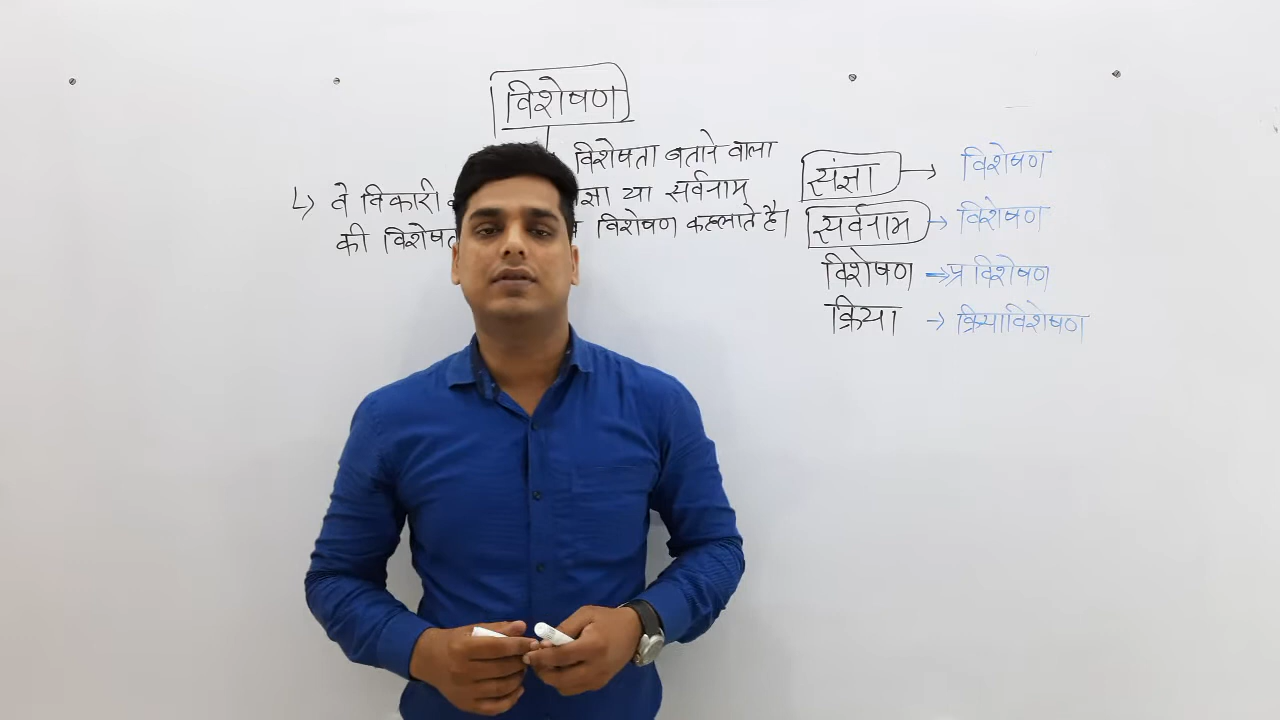 विशेषण
विशेषता बताने वाला
वे विकारी या सर्वनाम
की विशेषण कहलाते है।
संज्ञा → विशेषण
सर्वनाम → विशेषण
विशेषण → प्रविशेषण
क्रिया → क्रियाविशेषण